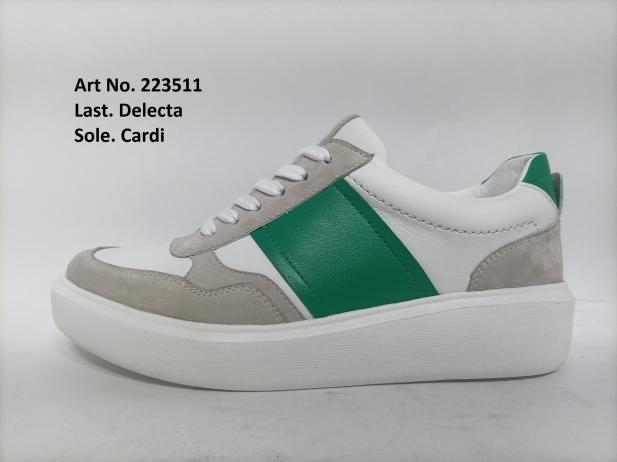 Art No. 223511
Last. Delecta
Sole. Cardi